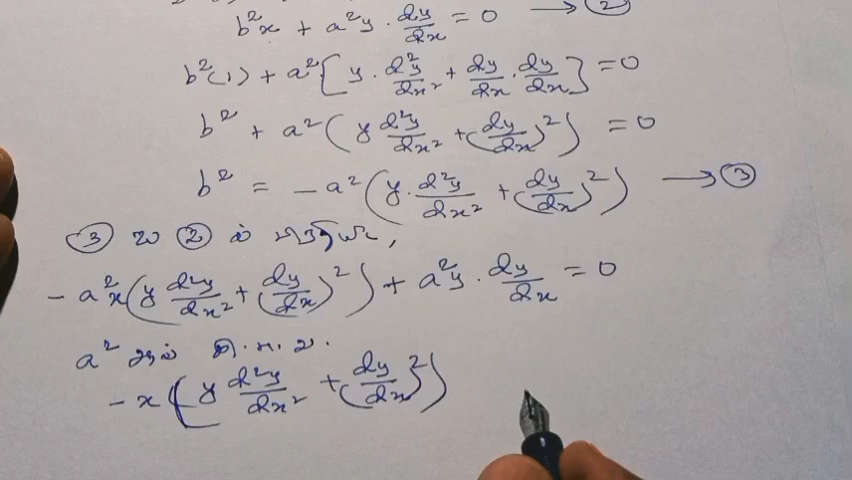 b²x + a²y · dy/dx = 0 → ②
b²(1) + a²[y · d²y/dx² + dy/dx · dy/dx] = 0
b² + a²(y d²y/dx² + (dy/dx)²) = 0
b² = -a²(y · d²y/dx² + (dy/dx)²) → ③
③ ஐ ② ல்
-a²x(y d²y/dx² + (dy/dx)²) + a²y · dy/dx = 0
a² ஆல்
-x(y d²y/dx² + (dy/dx)²)